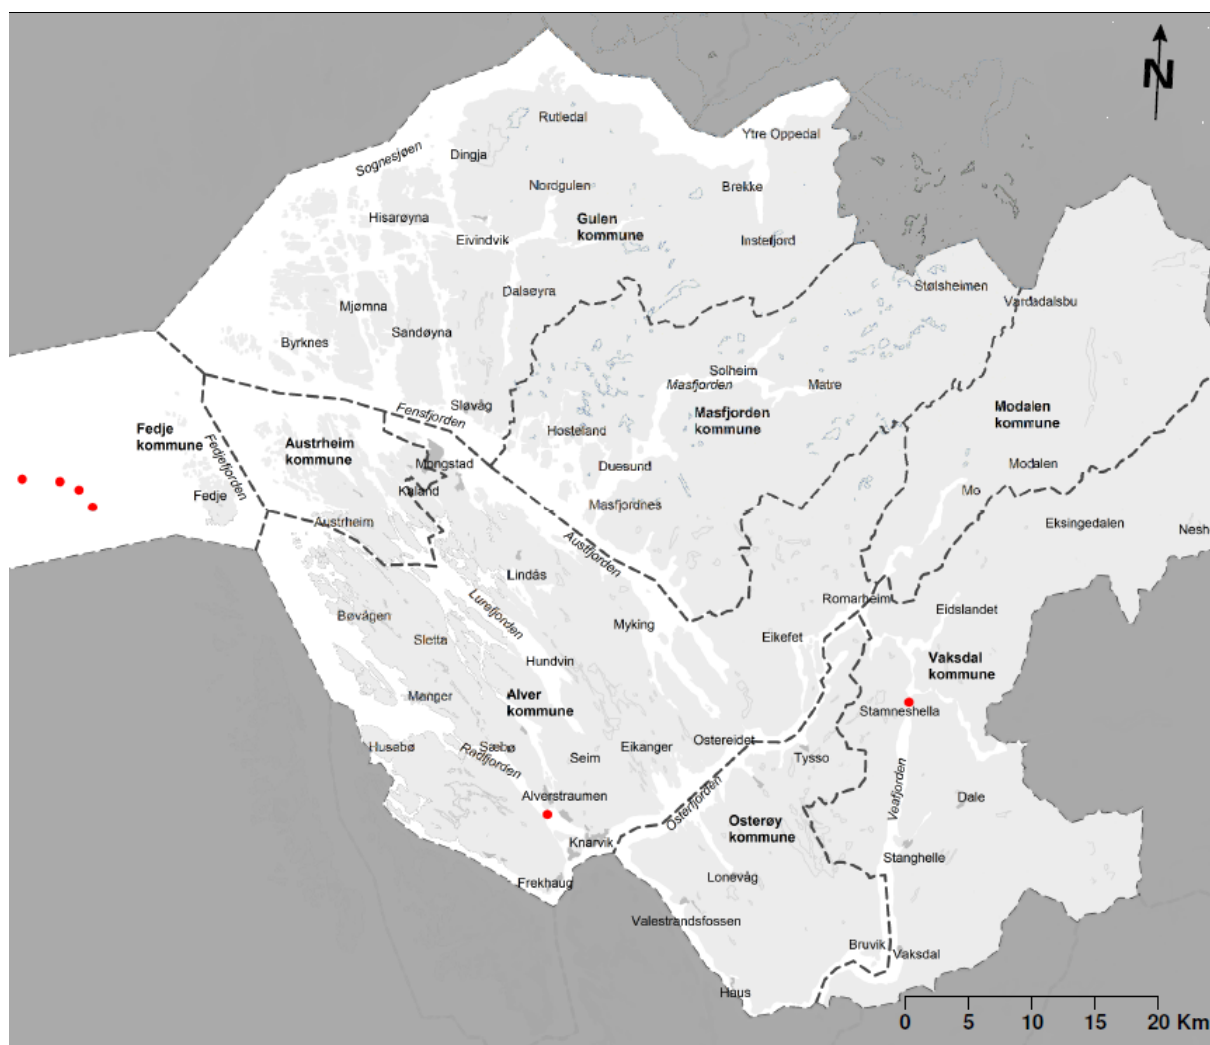 N
Rutledal
Ytre Oppedal
Sognesjøen
Dingja
Nordgulen
Brekke
Hisarøyna
Gulen
kommune
Eivindvik
Instefjord
Dalsøyra
Stølsheimen
Vardadalsbu
Mjømna
Sandøyna
Byrknes
Solheim
Masfjorden
Matre
Sløvåg
Fensfjorden
Masfjorden
kommune
Modalen
kommune
Fedje
kommune
Hosteland
Austrheim
kommune
Fedjefjorden
Mongstad
Duesund
Modalen
Kaland
Mo
Fedje
Masfjordnes
Austrheim
Eksingedalen
Nesh
Austfjorden
Lindås
Romarheim
Eidslandet
Lurefjorden
Bøvågen
Myking
Sletta
Eikefet
Hundvin
Vaksdal
kommune
Manger
Alver
kommune
Stamneshella
Husebø
Sæbø
Radfjorden
Seim
Eikanger
Ostereidet
Tysso
Alverstraumen
Osterfjorden
Veafjorden
Dale
Osterøy
kommune
Knarvik
Stanghelle
Frekhaug
Lonevåg
Valestrandsfossen
Bruvik
Vaksdal
Haus
0 5 10 15 20 Km